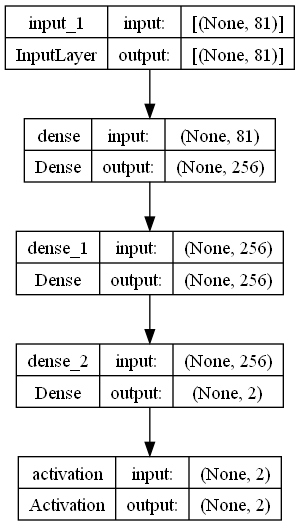 input_1 input: [(None, 81)]
InputLayer output: [(None, 81)]
dense input: (None, 81)
Dense output: (None, 256)
dense_1 input: (None, 256)
Dense output: (None, 256)
dense_2 input: (None, 256)
Dense output: (None, 2)
activation input: (None, 2)
Activation output: (None, 2)